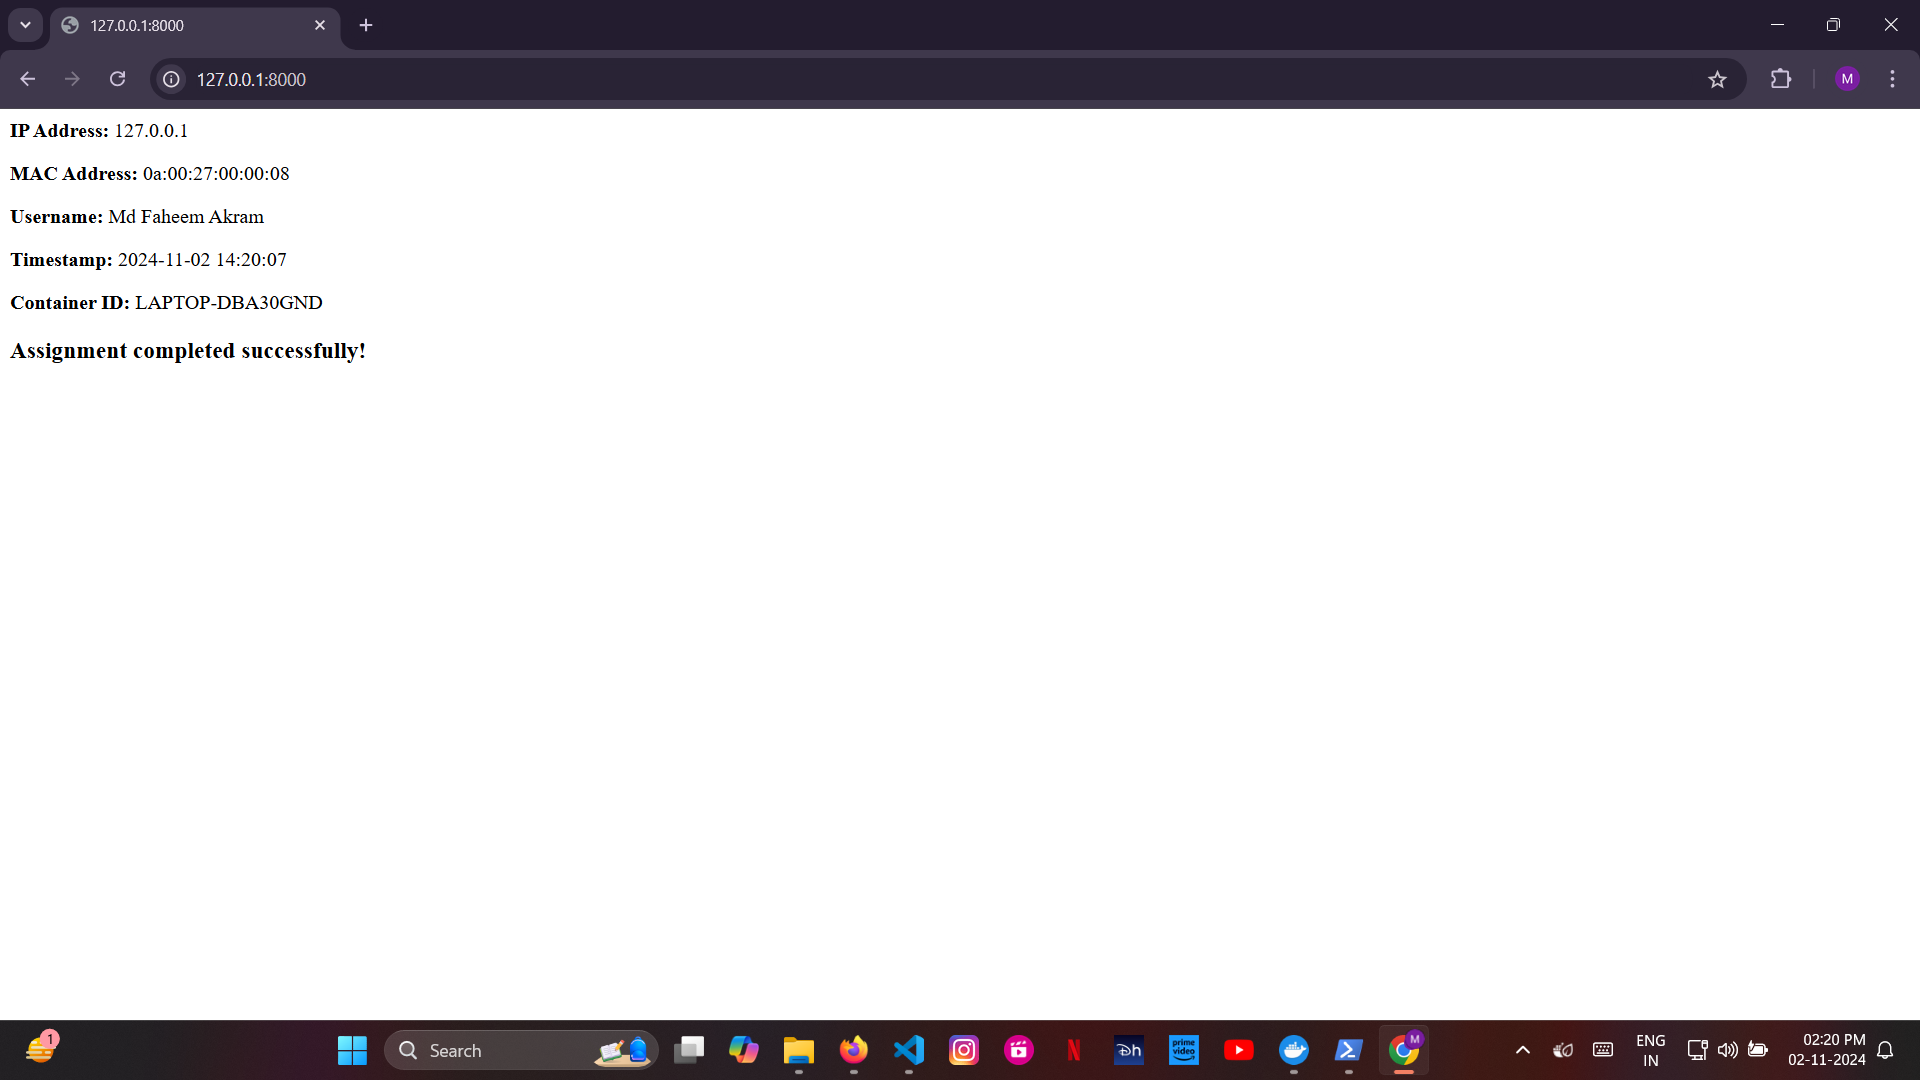 127.0.0.1:8000
127.0.0.1:8000
M
IP Address: 127.0.0.1
MAC Address: 0a:00:27:00:00:08
Username: Md Faheem Akram
Timestamp: 2024-11-02 14:20:07
Container ID: LAPTOP-DBA30GND
Assignment completed successfully!
1
Search
N
Dh
prime video
M
ENG
IN
02:20 PM
02-11-2024